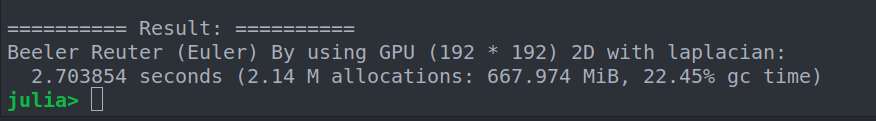 ========== Result: ==========
Beeler Reuter (Euler) By using GPU (192 * 192) 2D with laplacian:
  2.703854 seconds (2.14 M allocations: 667.974 MiB, 22.45% gc time)
julia>